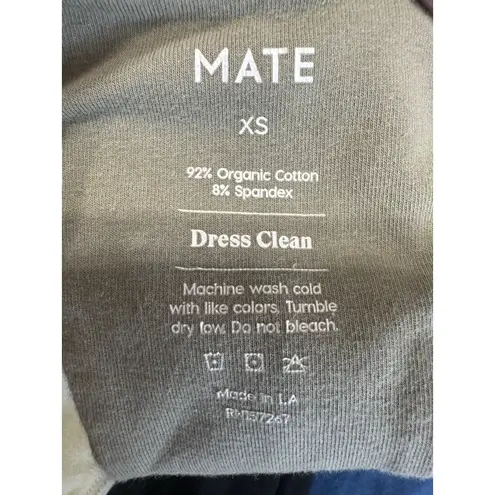 MATE
XS
92% Organic Cotton
8% Spandex
Dress Clean
Machine wash cold
with like colors. Tumble
dry low. Do not bleach.
Made in LA